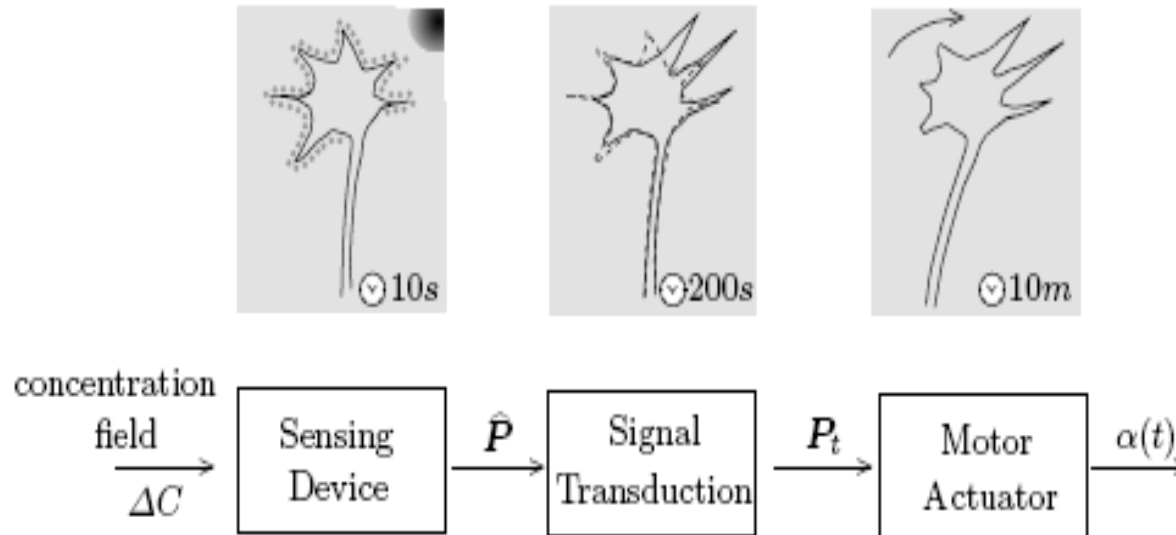 10s
200s
10m
concentration
field
ΔC
Sensing
Device
P̂
Signal
Transduction
P_t
Motor
Actuator
α(t)